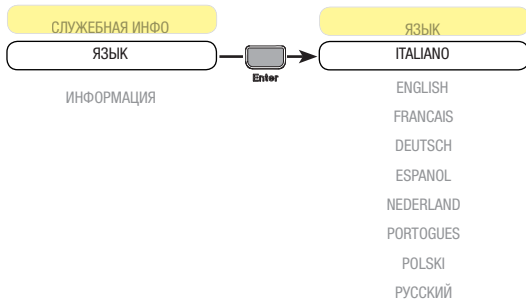 СЛУЖЕБНАЯ ИНФО
ЯЗЫК
ИНФОРМАЦИЯ
Enter
ЯЗЫК
ITALIANO
ENGLISH
FRANCAIS
DEUTSCH
ESPANOL
NEDERLAND
PORTOGUES
POLSKI
РУССКИЙ